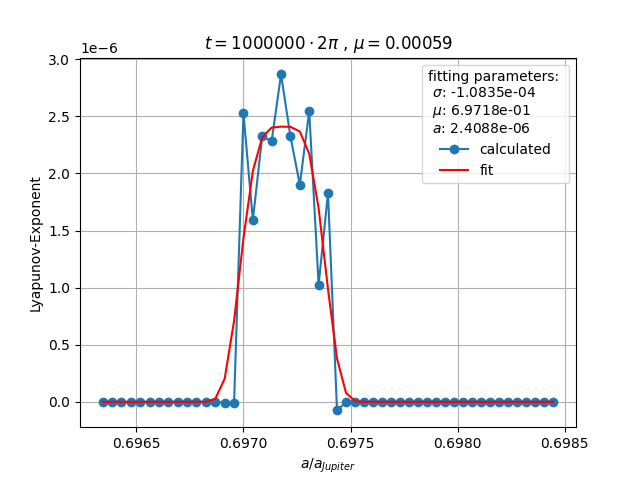 t = 1000000 · 2π , μ = 0.00059
1e−6
3.0
2.5
2.0
1.5
1.0
0.5
0.0
Lyapunov-Exponent
fitting parameters:
σ: -1.0835e-04
μ: 6.9718e-01
a: 2.4088e-06
calculated
fit
0.6965 0.6970 0.6975 0.6980 0.6985
a/a_Jupiter